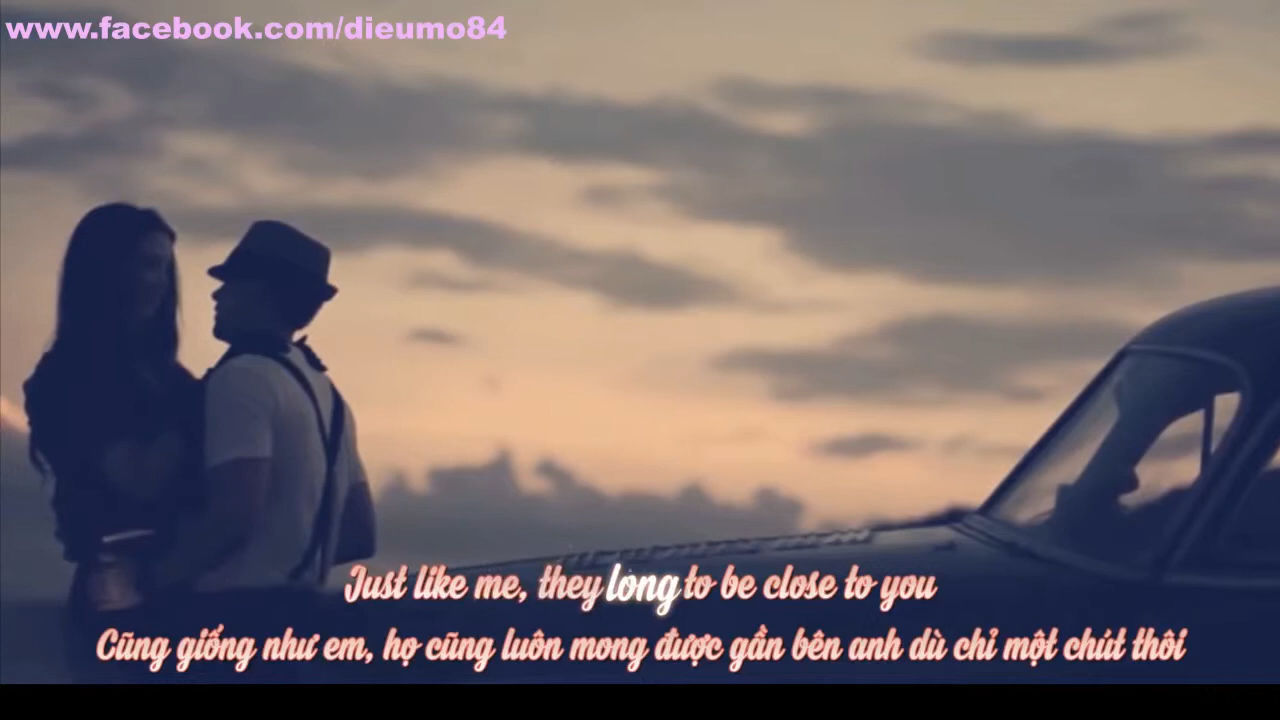 www.facebook.com/dieumo84
Just like me, they long to be close to you
Cũng giống như em, họ cũng luôn mong được gần bên anh dù chỉ một chút thôi